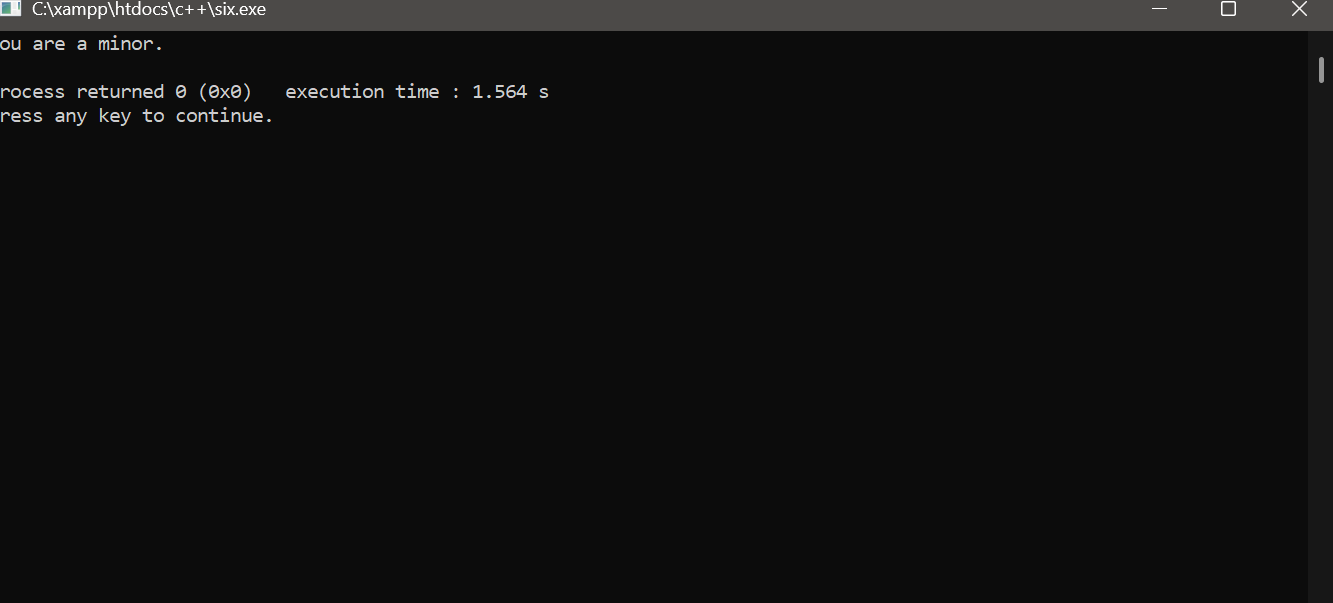 C:\xampp\htdocs\c++\six.exe
ou are a minor.
rocess returned 0 (0x0)   execution time : 1.564 s
ress any key to continue.